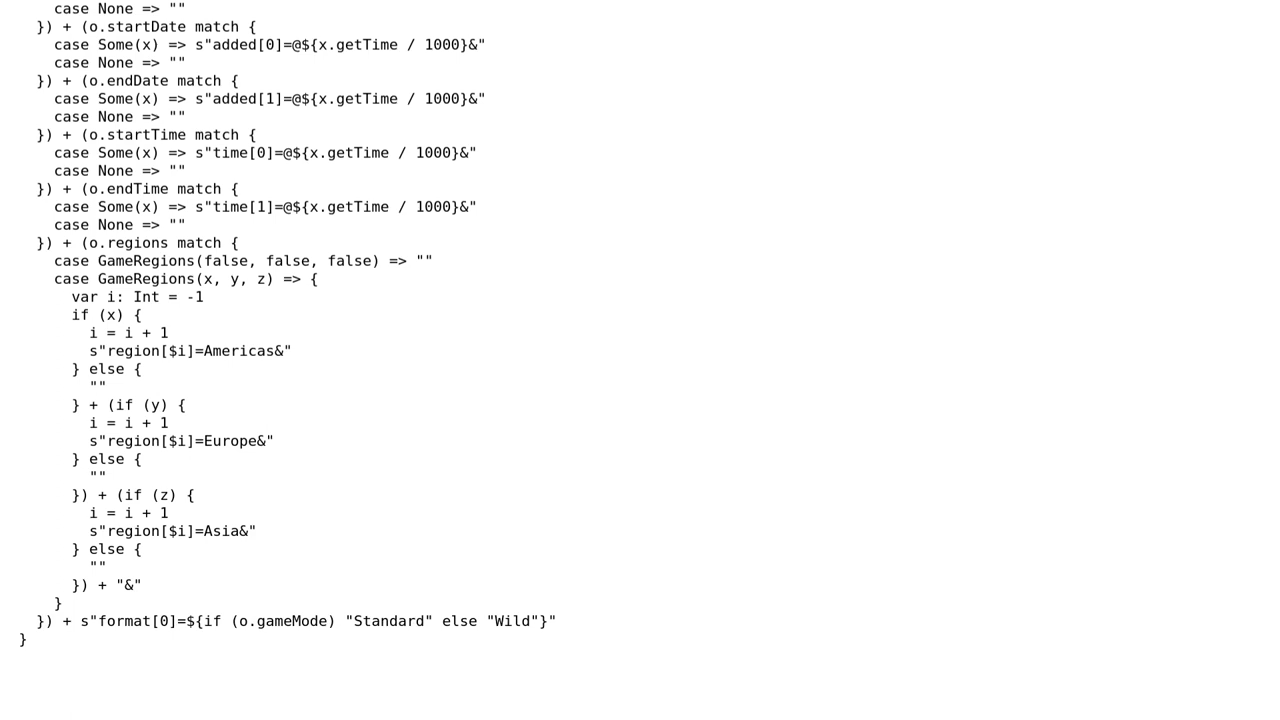 case None => ""
  }) + (o.startDate match {
    case Some(x) => s"added[0]=@${x.getTime / 1000}&"
    case None => ""
  }) + (o.endDate match {
    case Some(x) => s"added[1]=@${x.getTime / 1000}&"
    case None => ""
  }) + (o.startTime match {
    case Some(x) => s"time[0]=@${x.getTime / 1000}&"
    case None => ""
  }) + (o.endTime match {
    case Some(x) => s"time[1]=@${x.getTime / 1000}&"
    case None => ""
  }) + (o.regions match {
    case GameRegions(false, false, false) => ""
    case GameRegions(x, y, z) => {
      var i: Int = -1
      if (x) {
        i = i + 1
        s"region[$i]=Americas&"
      } else {
        ""
      } + (if (y) {
        i = i + 1
        s"region[$i]=Europe&"
      } else {
        ""
      }) + (if (z) {
        i = i + 1
        s"region[$i]=Asia&"
      } else {
        ""
      }) + "&"
    }
  }) + s"format[0]=${if (o.gameMode) "Standard" else "Wild"}"
}